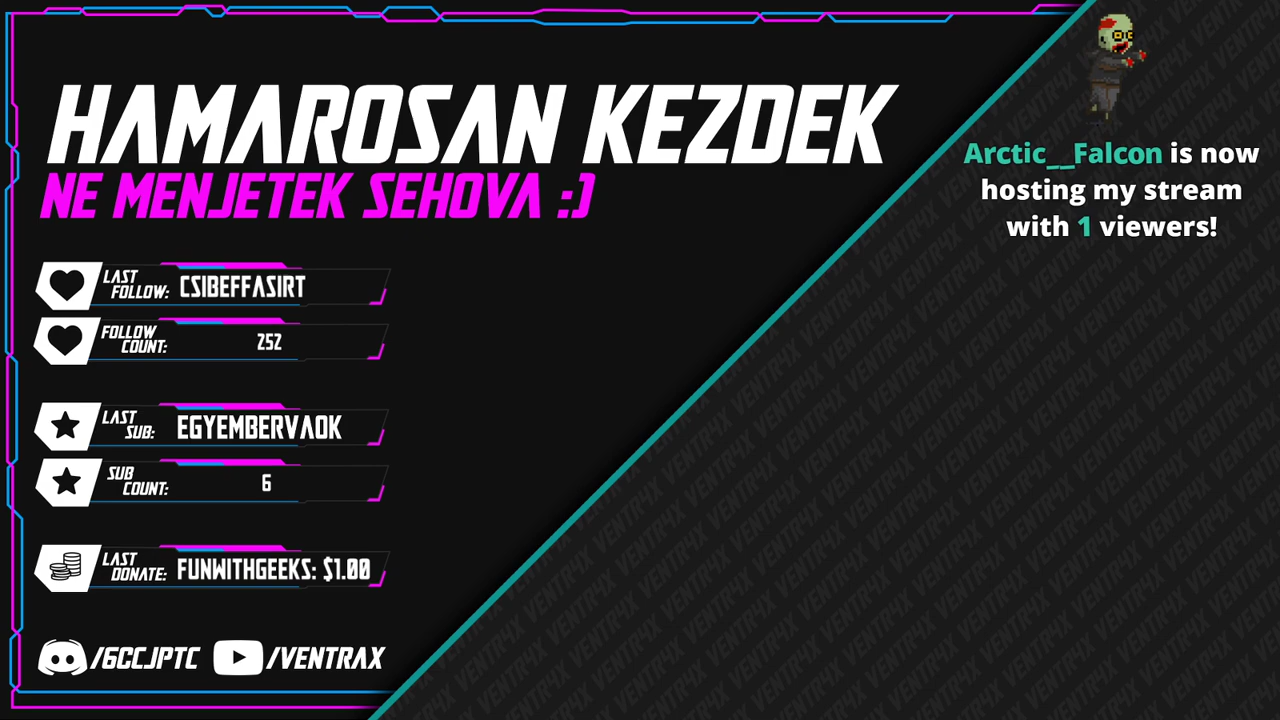 HAMAROSAN KEZDEK
NE MENJETEK SEHOVA :)
LAST FOLLOW: CSIBEFFASIRT
FOLLOW COUNT: 252
LAST SUB: EGYEMBERVAOK
SUB COUNT: 6
LAST DONATE: FUNWITHGEEKS: $1.00
/6CCJPTC /VENTRAX
Arctic__Falcon is now
hosting my stream
with 1 viewers!
VENTR4X